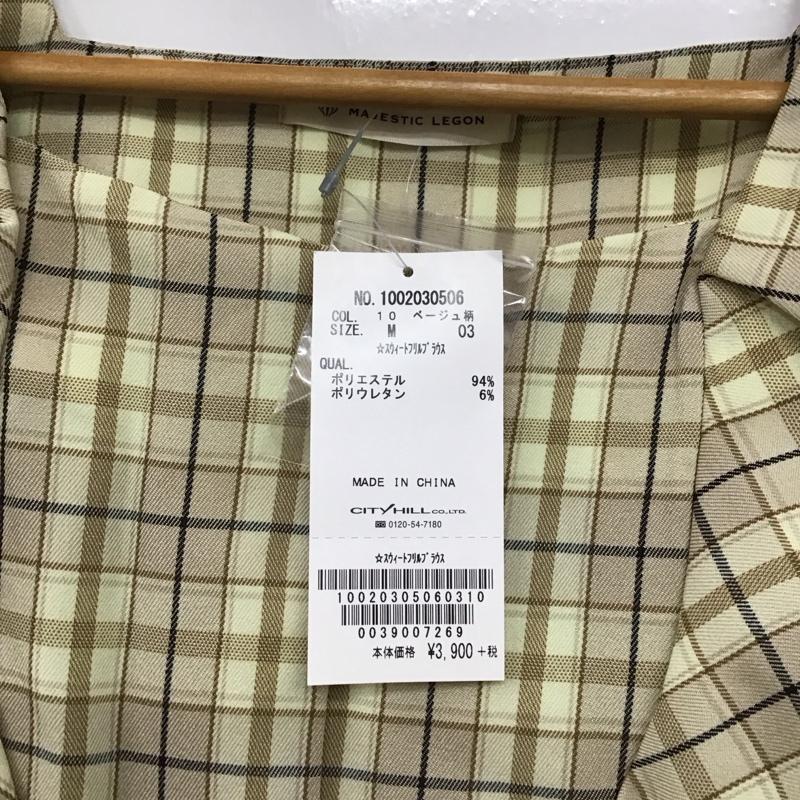 MAJESTIC LEGON
NO. 1002030506
COL. 10 ベージュ柄
SIZE. M 03
☆スウィートフリルブラウス
QUAL.
ポリエステル 94%
ポリウレタン 6%
MADE IN CHINA
CITY HILL CO.,LTD.
0120-54-7180
☆スウィートフリルブラウス
10020305060310
0039007269
本体価格 ¥3,900 +税